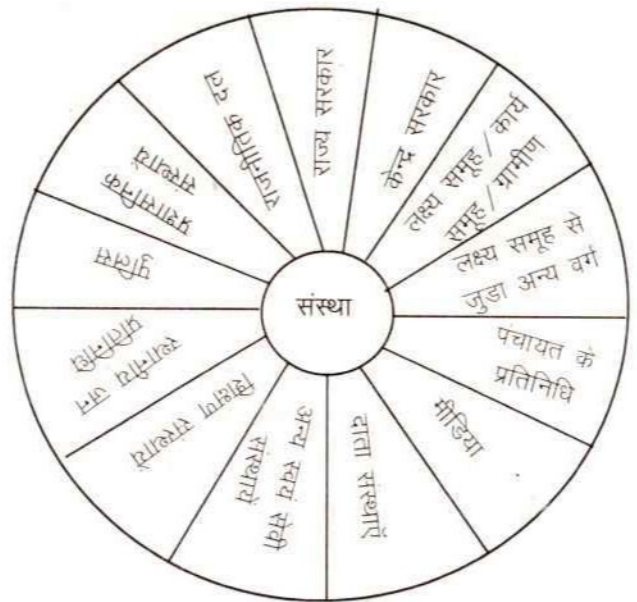 संस्था
राज्य सरकार
केन्द्र सरकार
लक्ष्य समूह / कार्य
समूह / ग्रामीण
लक्ष्य समूह से
जुडा अन्य वर्ग
पंचायत के
प्रतिनिधि
मीडिया
दाता संस्थाएँ
अन्य स्वयं सेवी
संस्थायें
शिक्षण संस्थायें
स्थानीय जन
प्रतिनिधि
पुलिस
प्रशासनिक
संस्थायें
राजनीतिक दल